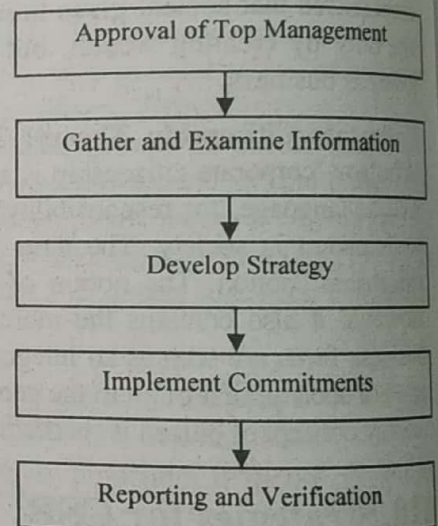 Approval of Top Management
Gather and Examine Information
Develop Strategy
Implement Commitments
Reporting and Verification